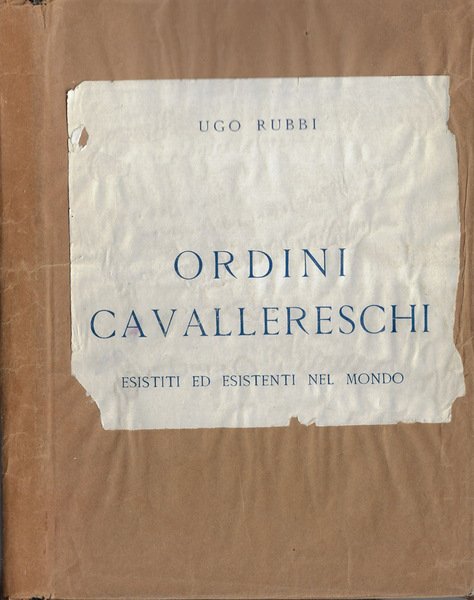 UGO RUBBI
ORDINI
CAVALLERESCHI
ESISTITI ED ESISTENTI NEL MONDO